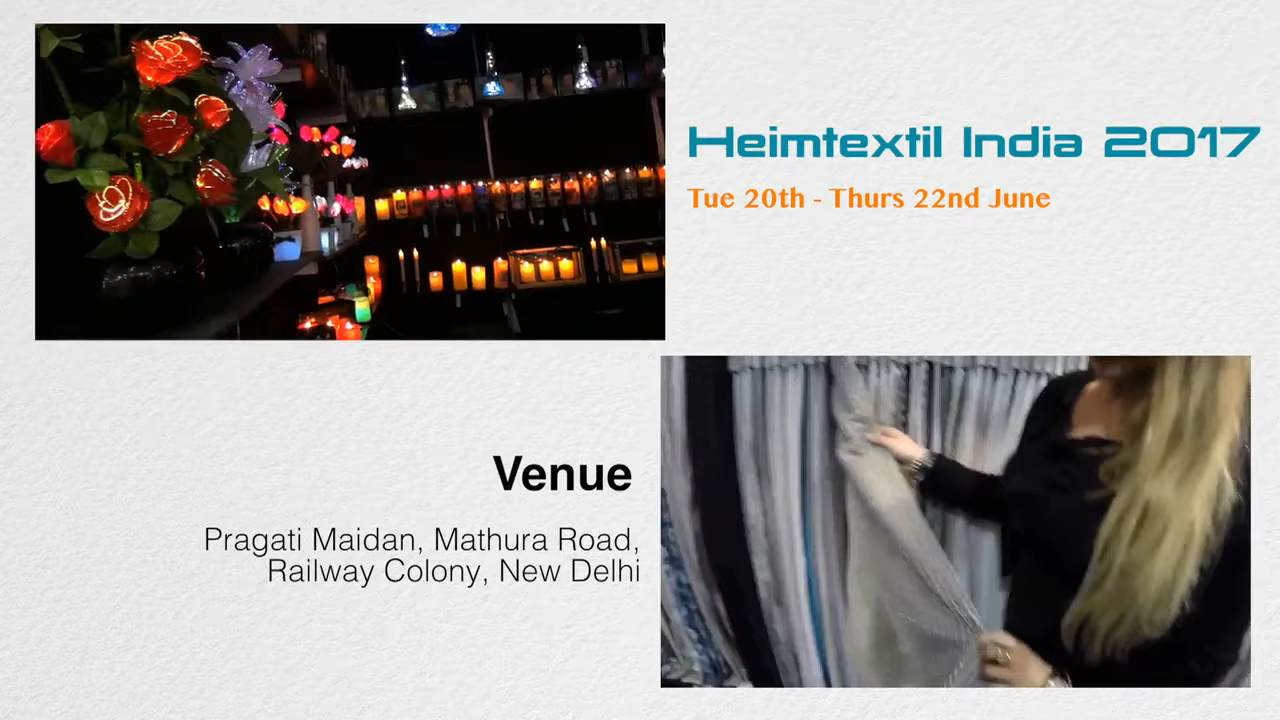 Heimtextil India 2017
Tue 20th - Thurs 22nd June
Venue
Pragati Maidan, Mathura Road,
Railway Colony, New Delhi